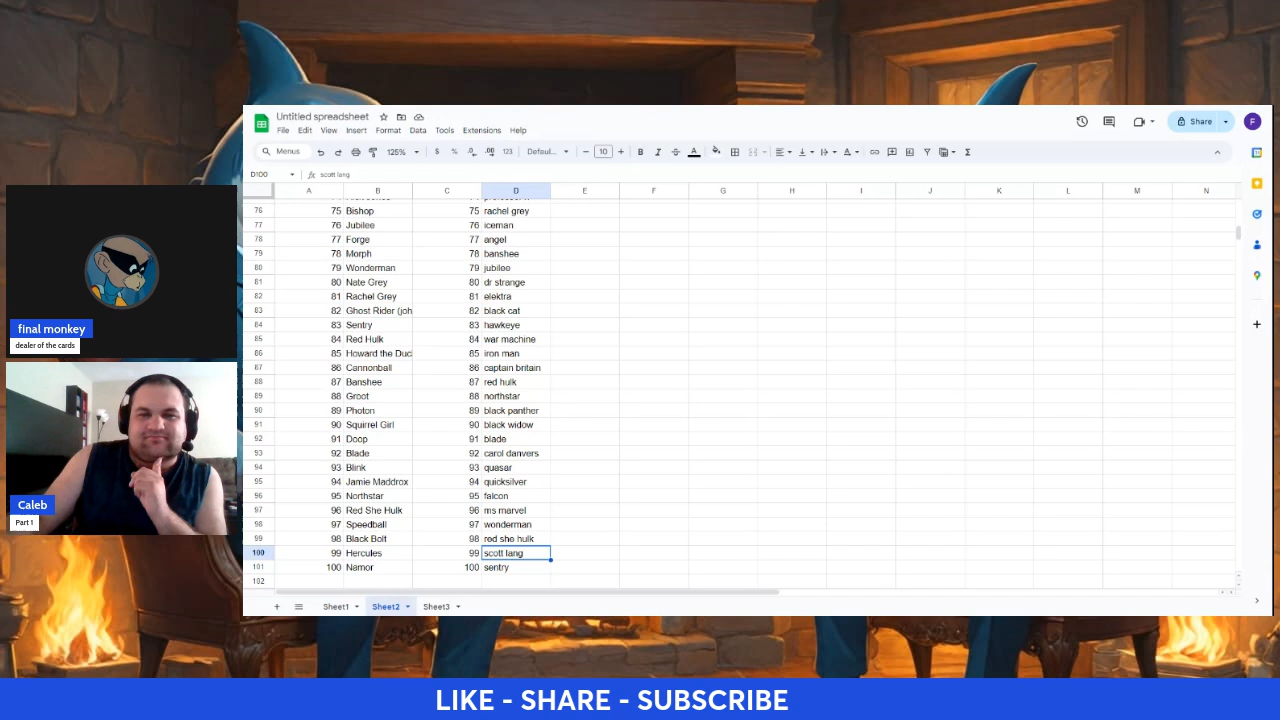 Untitled spreadsheet
File Edit View Insert Format Data Tools Extensions Help
Share
F
Menus
125%
$ % .0 .00 123
Defaul...
10
B I A
D100
fx scott lang
A B C D E F G H I J K L M N
76 75 Bishop 75 rachel grey
77 76 Jubilee 76 iceman
78 77 Forge 77 angel
79 78 Morph 78 banshee
80 79 Wonderman 79 jubilee
81 80 Nate Grey 80 dr strange
82 81 Rachel Grey 81 elektra
83 82 Ghost Rider (joh 82 black cat
84 83 Sentry 83 hawkeye
85 84 Red Hulk 84 war machine
86 85 Howard the Duc 85 iron man
87 86 Cannonball 86 captain britain
88 87 Banshee 87 red hulk
89 88 Groot 88 northstar
90 89 Photon 89 black panther
91 90 Squirrel Girl 90 black widow
92 91 Doop 91 blade
93 92 Blade 92 carol danvers
94 93 Blink 93 quasar
95 94 Jamie Maddrox 94 quicksilver
96 95 Northstar 95 falcon
97 96 Red She Hulk 96 ms marvel
98 97 Speedball 97 wonderman
99 98 Black Bolt 98 red she hulk
100 99 Hercules 99 scott lang
101 100 Namor 100 sentry
102
Sheet1 Sheet2 Sheet3
final monkey
dealer of the cards
Caleb
Part 1
LIKE - SHARE - SUBSCRIBE